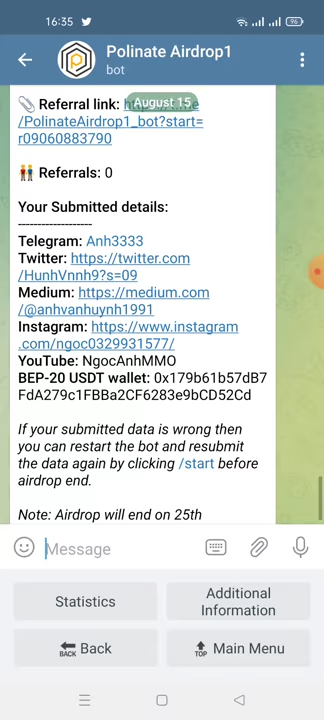 16:35
96
Polinate Airdrop1
bot
August 15
Referral link:
/PolinateAirdrop1_bot?start=
r09060883790
Referrals: 0
Your Submitted details:
-------------------
Telegram: Anh3333
Twitter: https://twitter.com
/HunhVnnh9?s=09
Medium: https://medium.com
/@anhvanhuynh1991
Instagram: https://www.instagram
.com/ngoc0329931577/
YouTube: NgocAnhMMO
BEP-20 USDT wallet: 0x179b61b57dB7
FdA279c1FBBa2CF6283e9bCD52Cd
If your submitted data is wrong then
you can restart the bot and resubmit
the data again by clicking /start before
airdrop end.
Note: Airdrop will end on 25th
Message
Statistics
Additional
Information
BACK Back
TOP Main Menu